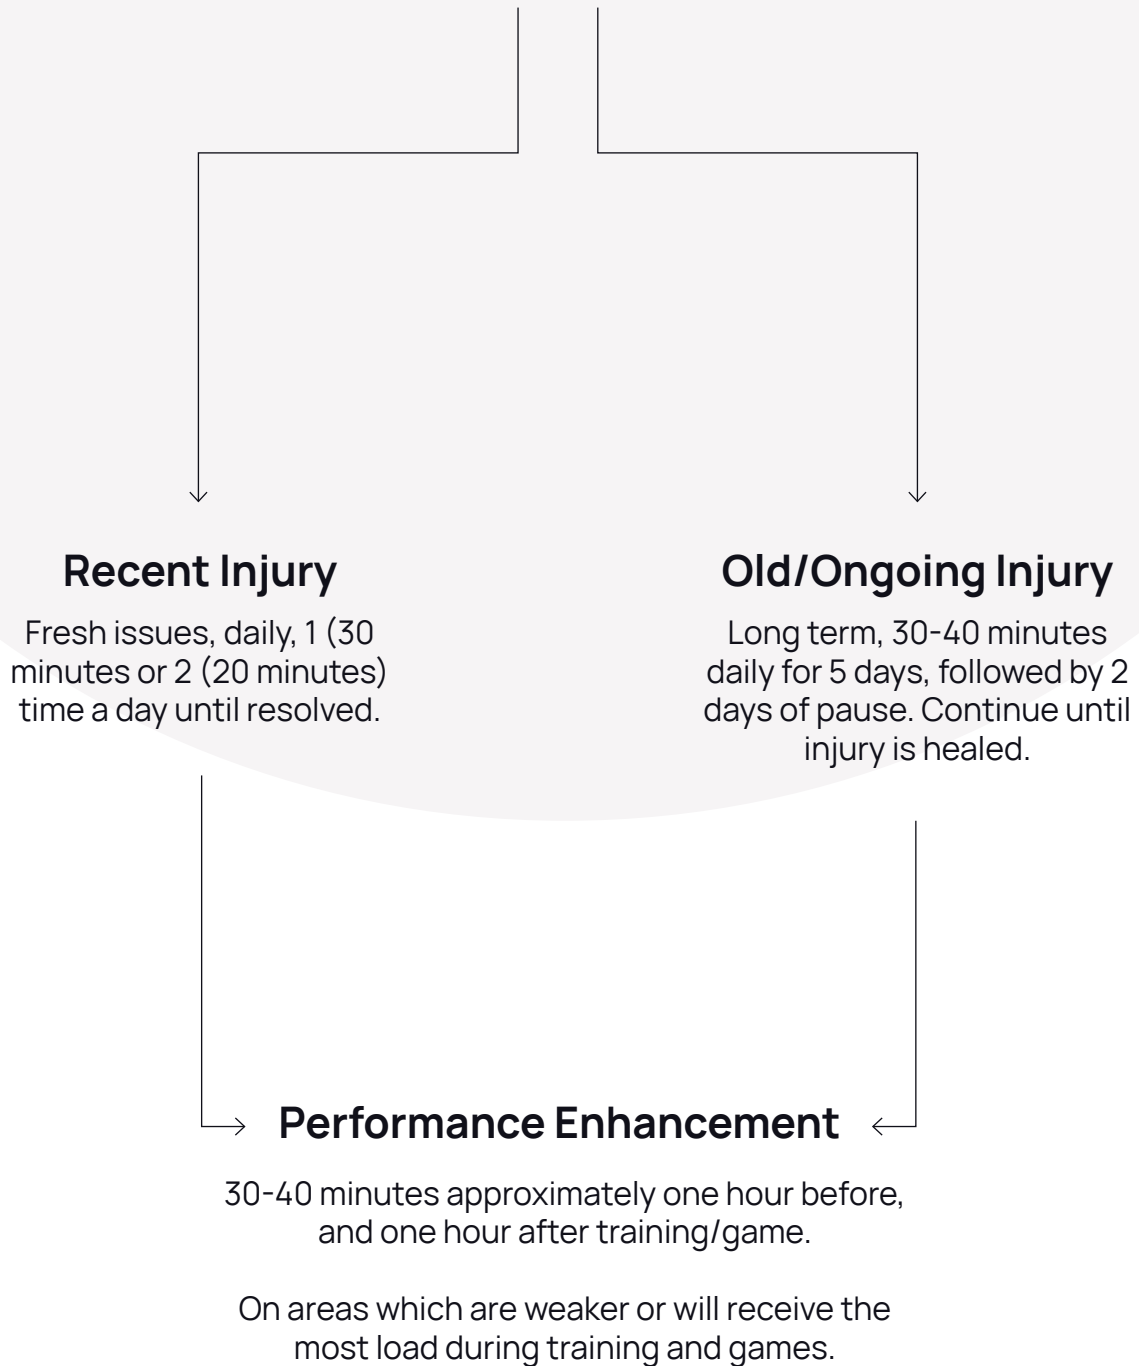 Recent Injury
Fresh issues, daily, 1 (30
minutes or 2 (20 minutes)
time a day until resolved.
Old/Ongoing Injury
Long term, 30-40 minutes
daily for 5 days, followed by 2
days of pause. Continue until
injury is healed.
Performance Enhancement
30-40 minutes approximately one hour before,
and one hour after training/game.
On areas which are weaker or will receive the
most load during training and games.